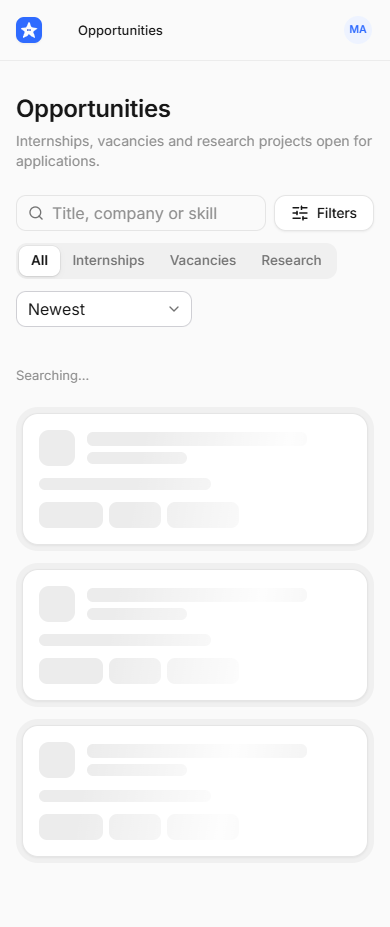 Opportunities
MA
Opportunities
Internships, vacancies and research projects open for
applications.
Title, company or skill
Filters
All
Internships
Vacancies
Research
Newest
Searching...